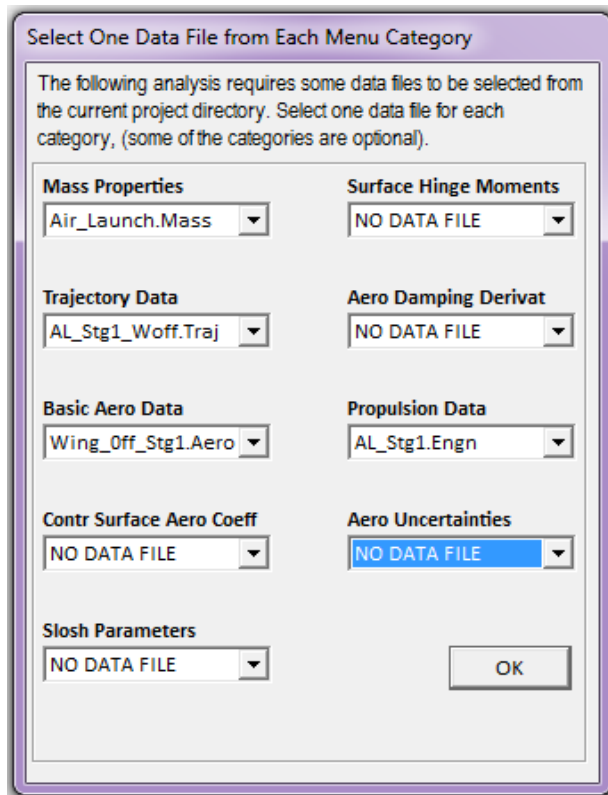 Select One Data File from Each Menu Category
The following analysis requires some data files to be selected from
the current project directory. Select one data file for each
category, (some of the categories are optional).
Mass Properties
Air_Launch.Mass
Surface Hinge Moments
NO DATA FILE
Trajectory Data
AL_Stg1_Woff.Traj
Aero Damping Derivat
NO DATA FILE
Basic Aero Data
Wing_0ff_Stg1.Aero
Propulsion Data
AL_Stg1.Engn
Contr Surface Aero Coeff
NO DATA FILE
Aero Uncertainties
NO DATA FILE
Slosh Parameters
NO DATA FILE
OK